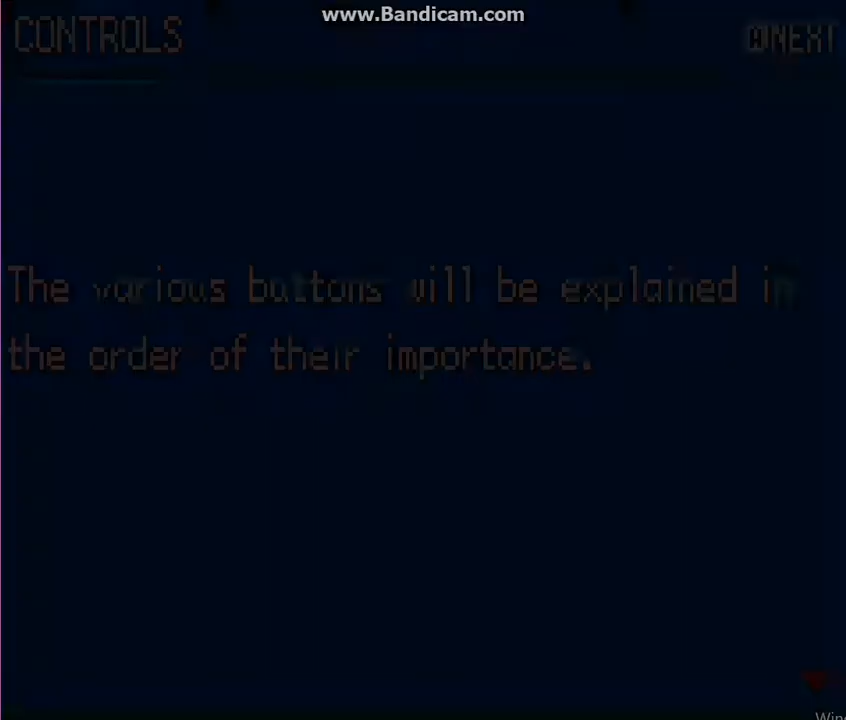 www.Bandicam.com
CONTROLS
NEXT
The various buttons will be explained in
the order of their importance.